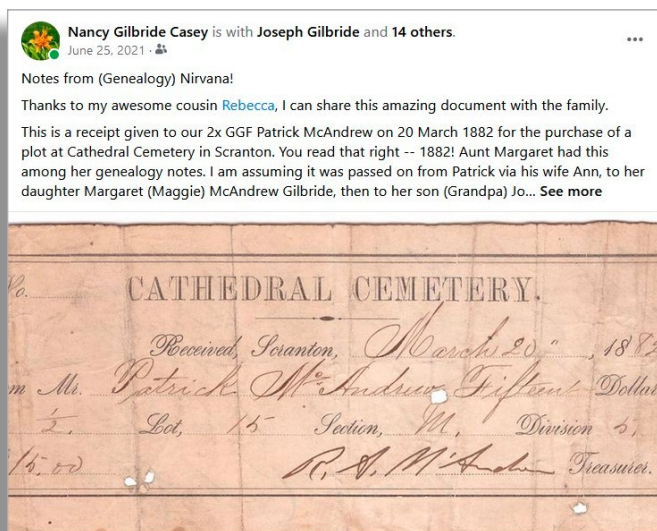 Nancy Gilbride Casey is with Joseph Gilbride and 14 others.
June 25, 2021 ·
Notes from (Genealogy) Nirvana!
Thanks to my awesome cousin Rebecca, I can share this amazing document with the family.
This is a receipt given to our 2x GGF Patrick McAndrew on 20 March 1882 for the purchase of a
plot at Cathedral Cemetery in Scranton. You read that right -- 1882! Aunt Margaret had this
among her genealogy notes. I am assuming it was passed on from Patrick via his wife Ann, to her
daughter Margaret (Maggie) McAndrew Gilbride, then to her son (Grandpa) Jo... See more
No.
CATHEDRAL CEMETERY.
Received, Scranton, March 20", 1882
m Mr. Patrick McAndrew Fifteen Dollar
1/2. Lot, 15 Section, M, Division 5,
15.00 Treasurer.